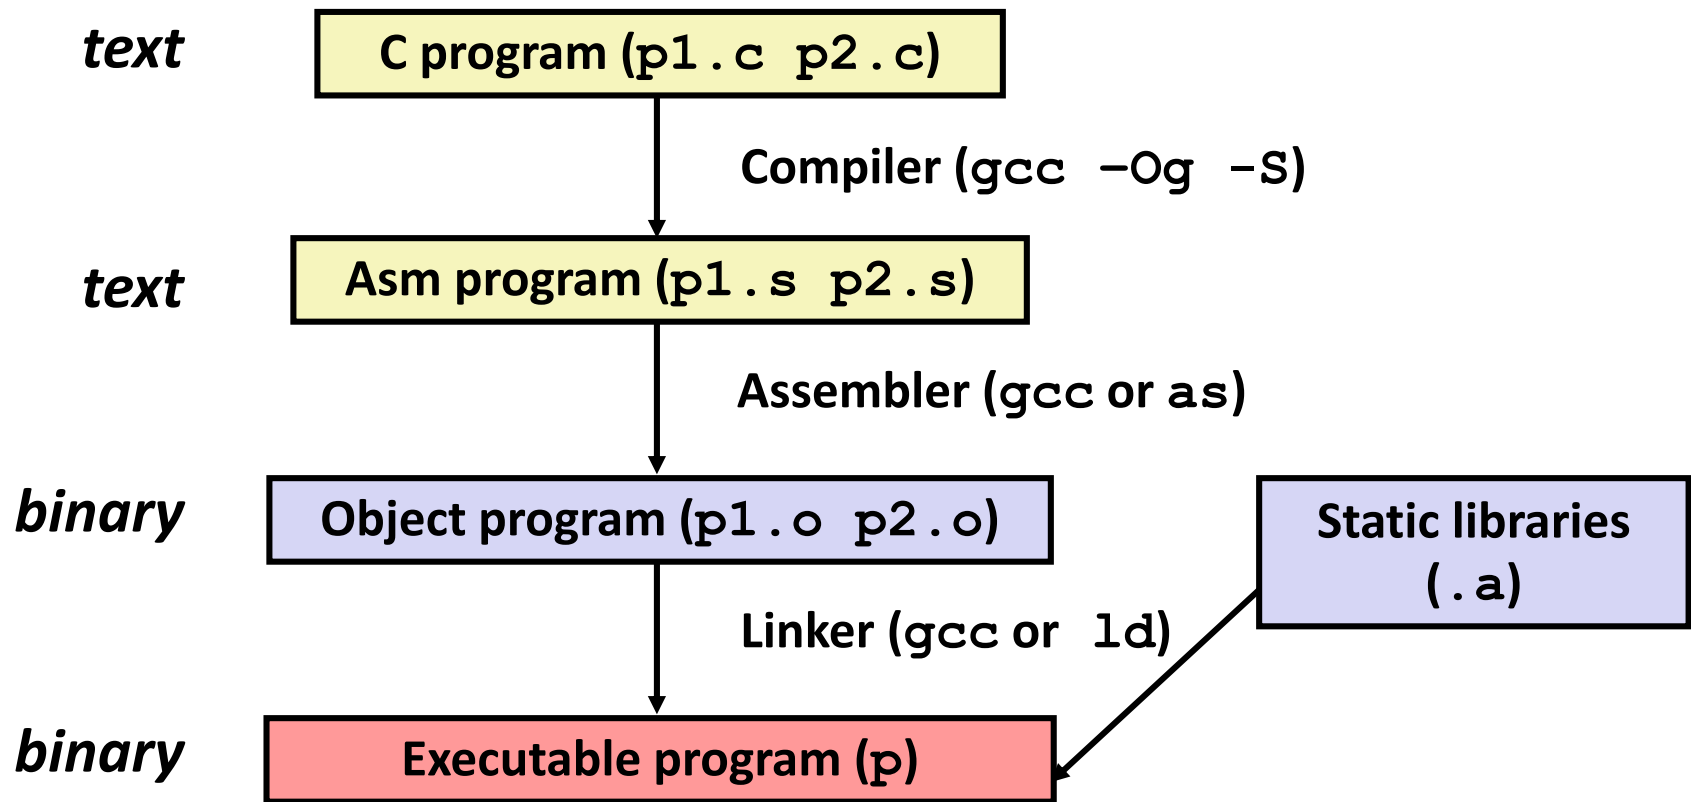 text
C program (p1.c p2.c)
Compiler (gcc –Og -S)
text
Asm program (p1.s p2.s)
Assembler (gcc or as)
binary
Object program (p1.o p2.o)
Static libraries
(.a)
Linker (gcc or ld)
binary
Executable program (p)